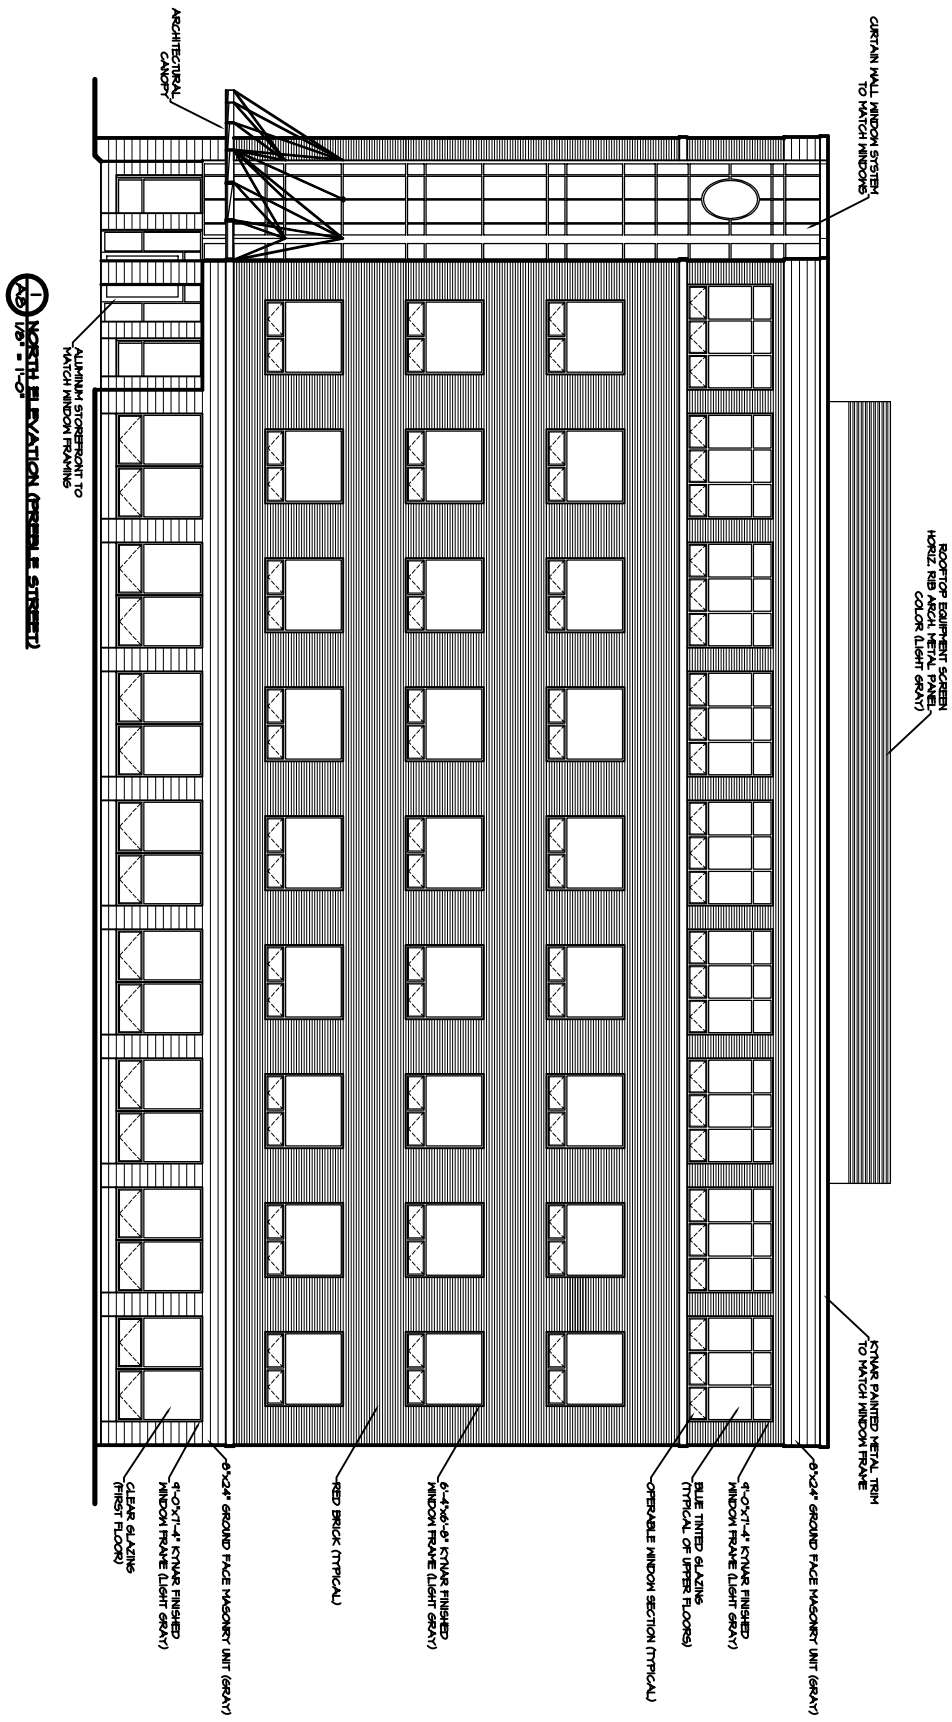 ROOFTOP EQUIPMENT SCREEN
HORIZ. RIB ARCH. METAL PANEL
COLOR (LIGHT GRAY)
CURTAIN WALL WINDOW SYSTEM
TO MATCH WINDOWS
KYNAR PAINTED METAL TRIM
TO MATCH WINDOW FRAME
8"x24" GROUND FACE MASONRY UNIT (GRAY)
9'-0"x7'-4" KYNAR FINISHED
WINDOW FRAME (LIGHT GRAY)
BLUE TINTED GLAZING
(TYPICAL OF UPPER FLOORS)
OPERABLE WINDOW SECTION (TYPICAL)
6'-4"x6'-8" KYNAR FINISHED
WINDOW FRAME (LIGHT GRAY)
RED BRICK (TYPICAL)
8"x24" GROUND FACE MASONRY UNIT (GRAY)
9'-0"x7'-4" KYNAR FINISHED
WINDOW FRAME (LIGHT GRAY)
CLEAR GLAZING
(FIRST FLOOR)
ARCHITECTURAL
CANOPY
ALUMINUM STOREFRONT TO
MATCH WINDOW FRAMING
1 NORTH ELEVATION (PREBLE STREET)
A5 1/8" = 1'-0"